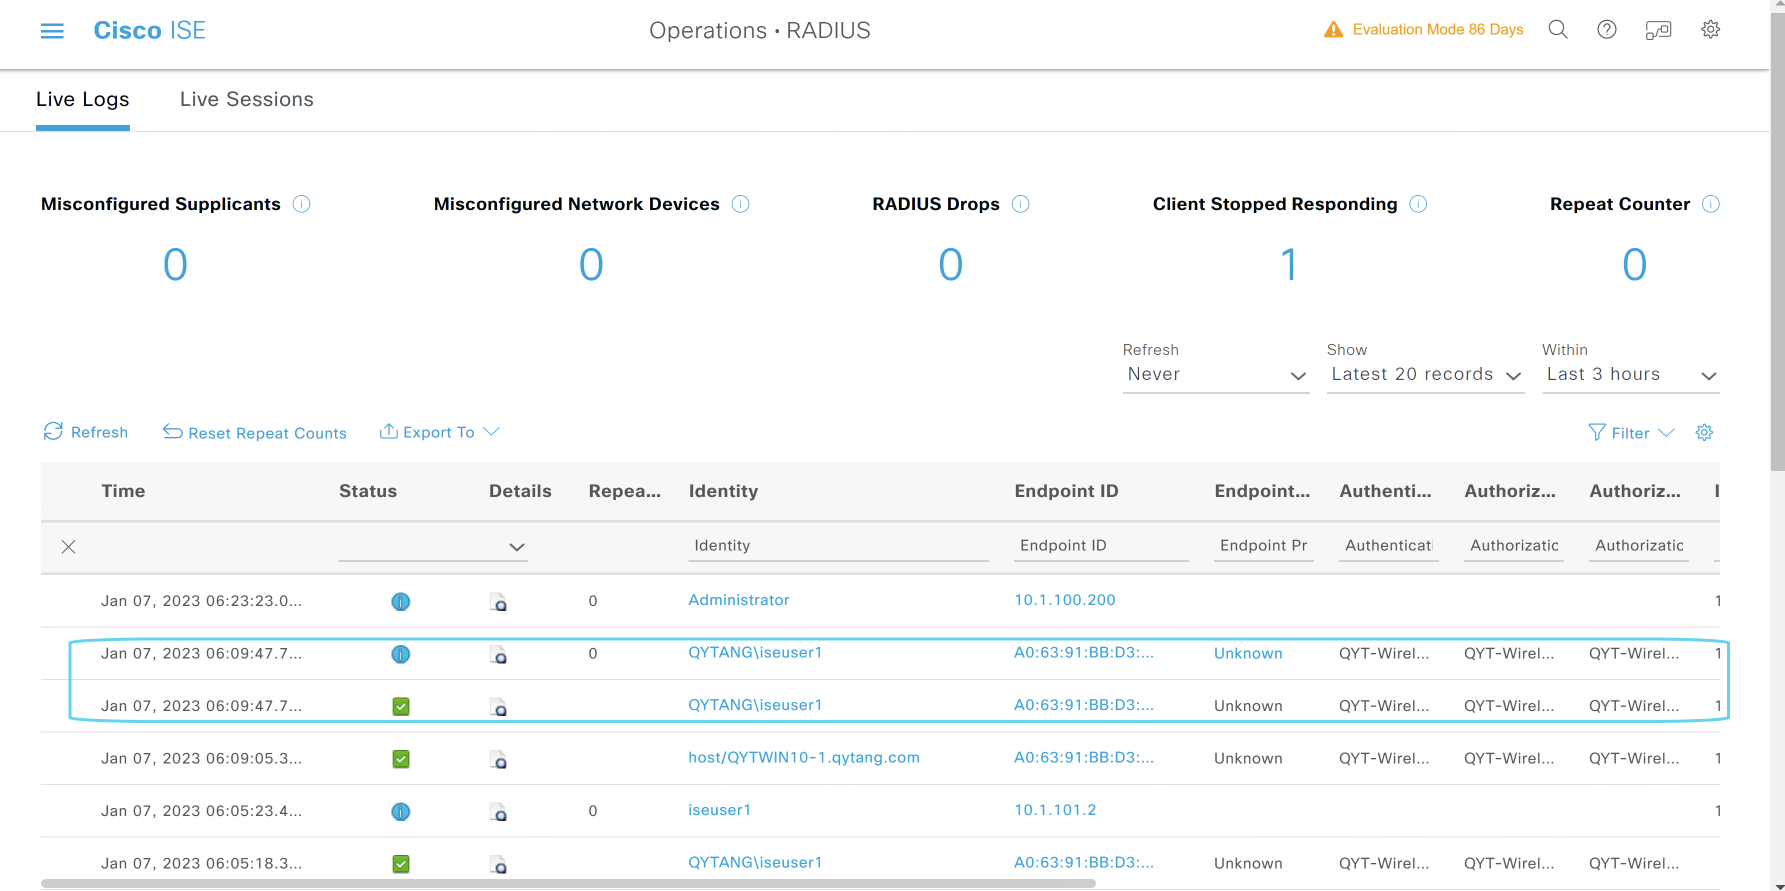 Cisco ISE
Operations • RADIUS
Evaluation Mode 86 Days
Live Logs
Live Sessions
Misconfigured Supplicants
Misconfigured Network Devices
RADIUS Drops
Client Stopped Responding
Repeat Counter
0
0
0
1
0
Refresh
Show
Within
Never
Latest 20 records
Last 3 hours
Refresh
Reset Repeat Counts
Export To
Filter
Time Status Details Repea... Identity Endpoint ID Endpoint... Authenti... Authoriz... Authoriz... I
Identity Endpoint ID Endpoint Pr Authenticati Authorizatic Authorizatic
Jan 07, 2023 06:23:23.0... 0 Administrator 10.1.100.200 1
Jan 07, 2023 06:09:47.7... 0 QYTANG\iseuser1 A0:63:91:BB:D3:... Unknown QYT-Wirel... QYT-Wirel... QYT-Wirel... 1
Jan 07, 2023 06:09:47.7... QYTANG\iseuser1 A0:63:91:BB:D3:... Unknown QYT-Wirel... QYT-Wirel... QYT-Wirel... 1
Jan 07, 2023 06:09:05.3... host/QYTWIN10-1.qytang.com A0:63:91:BB:D3:... Unknown QYT-Wirel... QYT-Wirel... QYT-Wirel... 1
Jan 07, 2023 06:05:23.4... 0 iseuser1 10.1.101.2 1
Jan 07, 2023 06:05:18.3... QYTANG\iseuser1 A0:63:91:BB:D3:... Unknown QYT-Wirel... QYT-Wirel... QYT-Wirel... 1